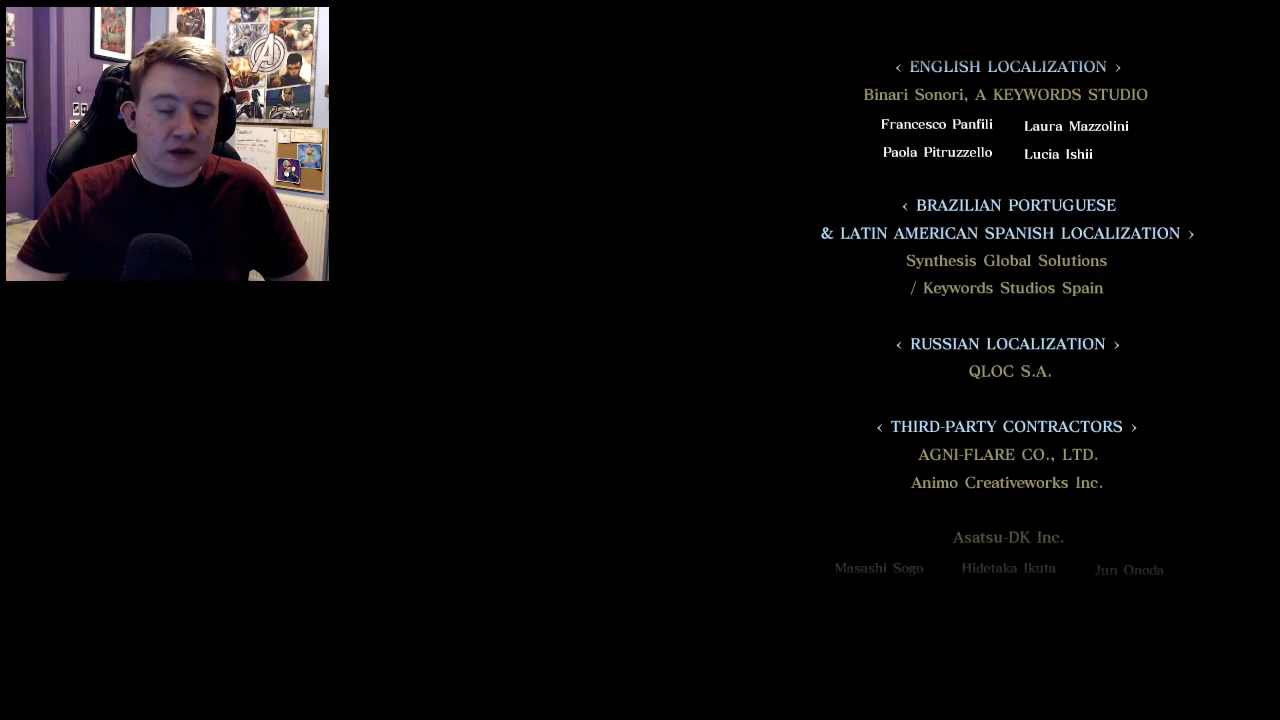 ‹ ENGLISH LOCALIZATION ›
Binari Sonori, A KEYWORDS STUDIO
Francesco Panfili Laura Mazzolini
Paola Pitruzzello Lucia Ishii
‹ BRAZILIAN PORTUGUESE
& LATIN AMERICAN SPANISH LOCALIZATION ›
Synthesis Global Solutions
/ Keywords Studios Spain
‹ RUSSIAN LOCALIZATION ›
QLOC S.A.
‹ THIRD-PARTY CONTRACTORS ›
AGNI-FLARE CO., LTD.
Animo Creativeworks Inc.
Asatsu-DK Inc.
Masashi Sogo Hidetaka Ikuta Jun Onoda